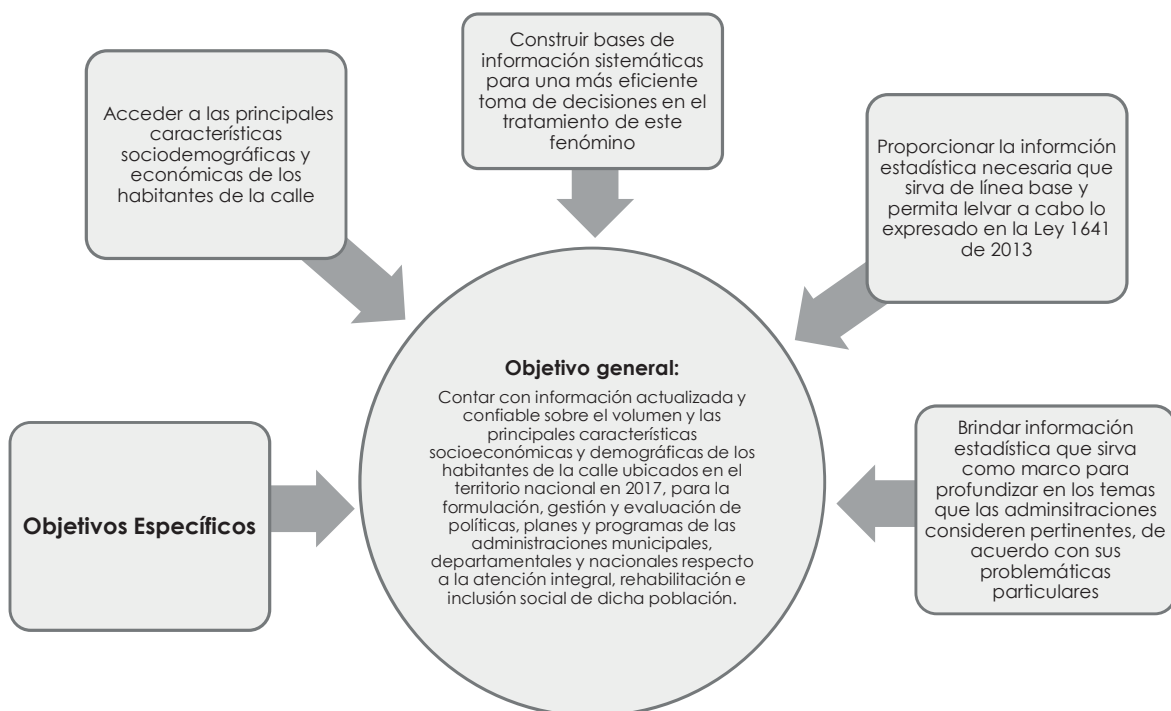 Construir bases de
información sistemáticas
para una más eficiente
toma de decisiones en el
tratamiento de este
fenómino
Acceder a las principales
características
sociodemográficas y
económicas de los
habitantes de la calle
Proporcionar la informción
estadística necesaria que
sirva de línea base y
permita lelvar a cabo lo
expresado en la Ley 1641
de 2013
Objetivo general:
Contar con información actualizada y
confiable sobre el volumen y las
principales características
socioeconómicas y demográficas de los
habitantes de la calle ubicados en el
territorio nacional en 2017, para la
formulación, gestión y evaluación de
políticas, planes y programas de las
administraciones municipales,
departamentales y nacionales respecto
a la atención integral, rehabilitación e
inclusión social de dicha población.
Objetivos Específicos
Brindar información
estadística que sirva
como marco para
profundizar en los temas
que las adminsitraciones
consideren pertinentes, de
acuerdo con sus
problemáticas
particulares